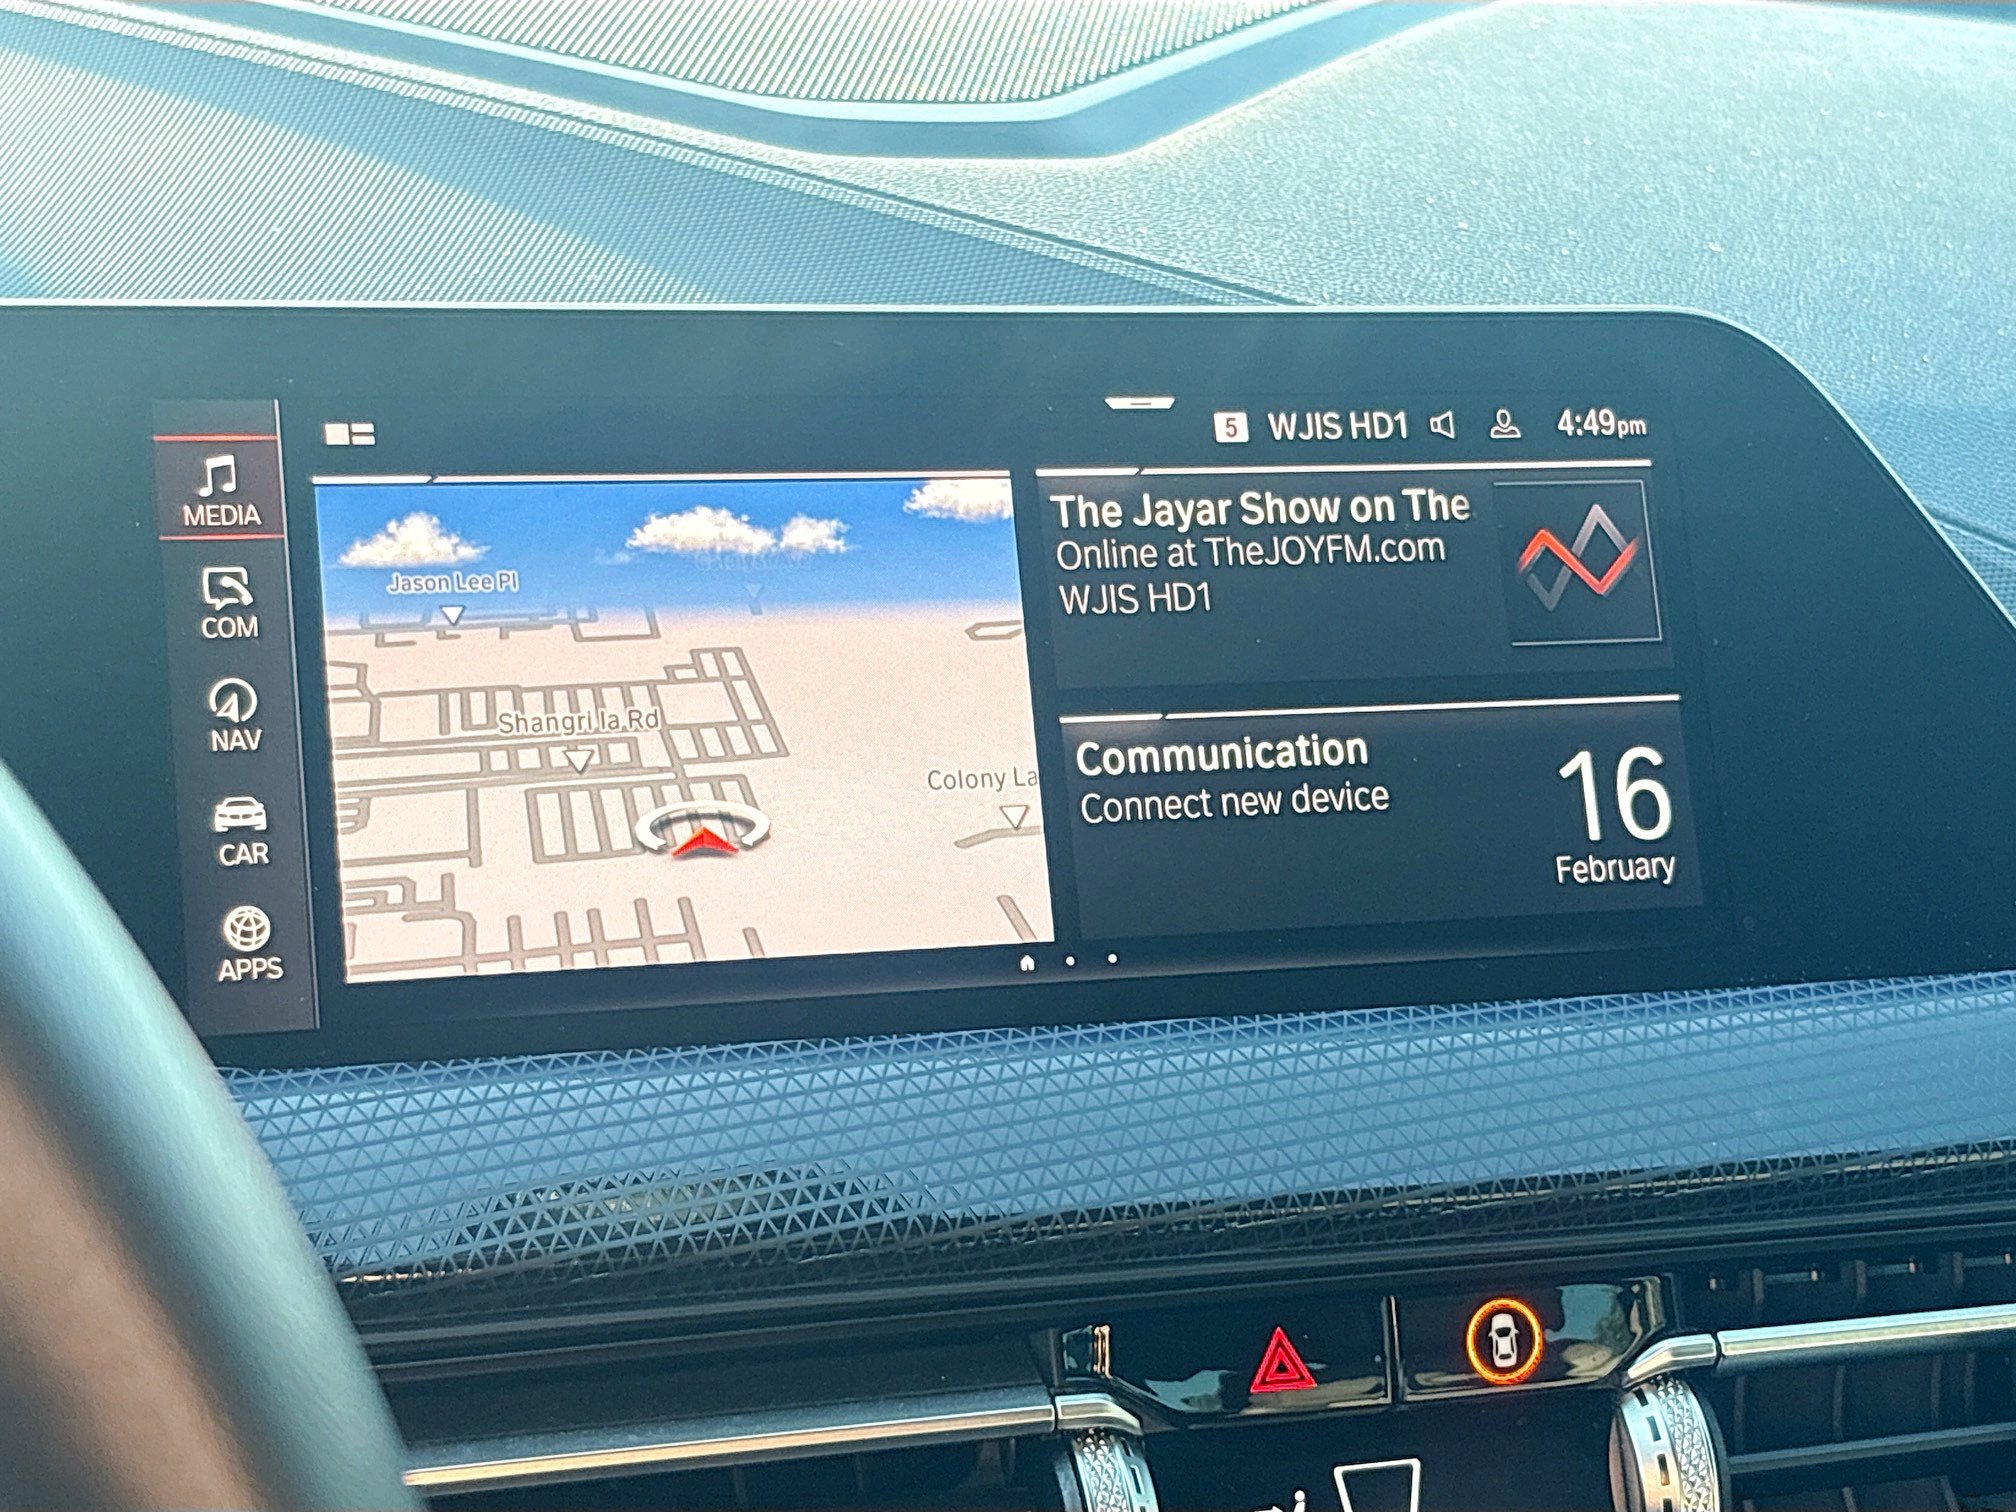 5 WJIS HD1 4:49pm
MEDIA
COM
NAV
CAR
APPS
Jason Lee Pl
Shangri la Rd
Colony La
The Jayar Show on The
Online at TheJOYFM.com
WJIS HD1
Communication
Connect new device
16
February